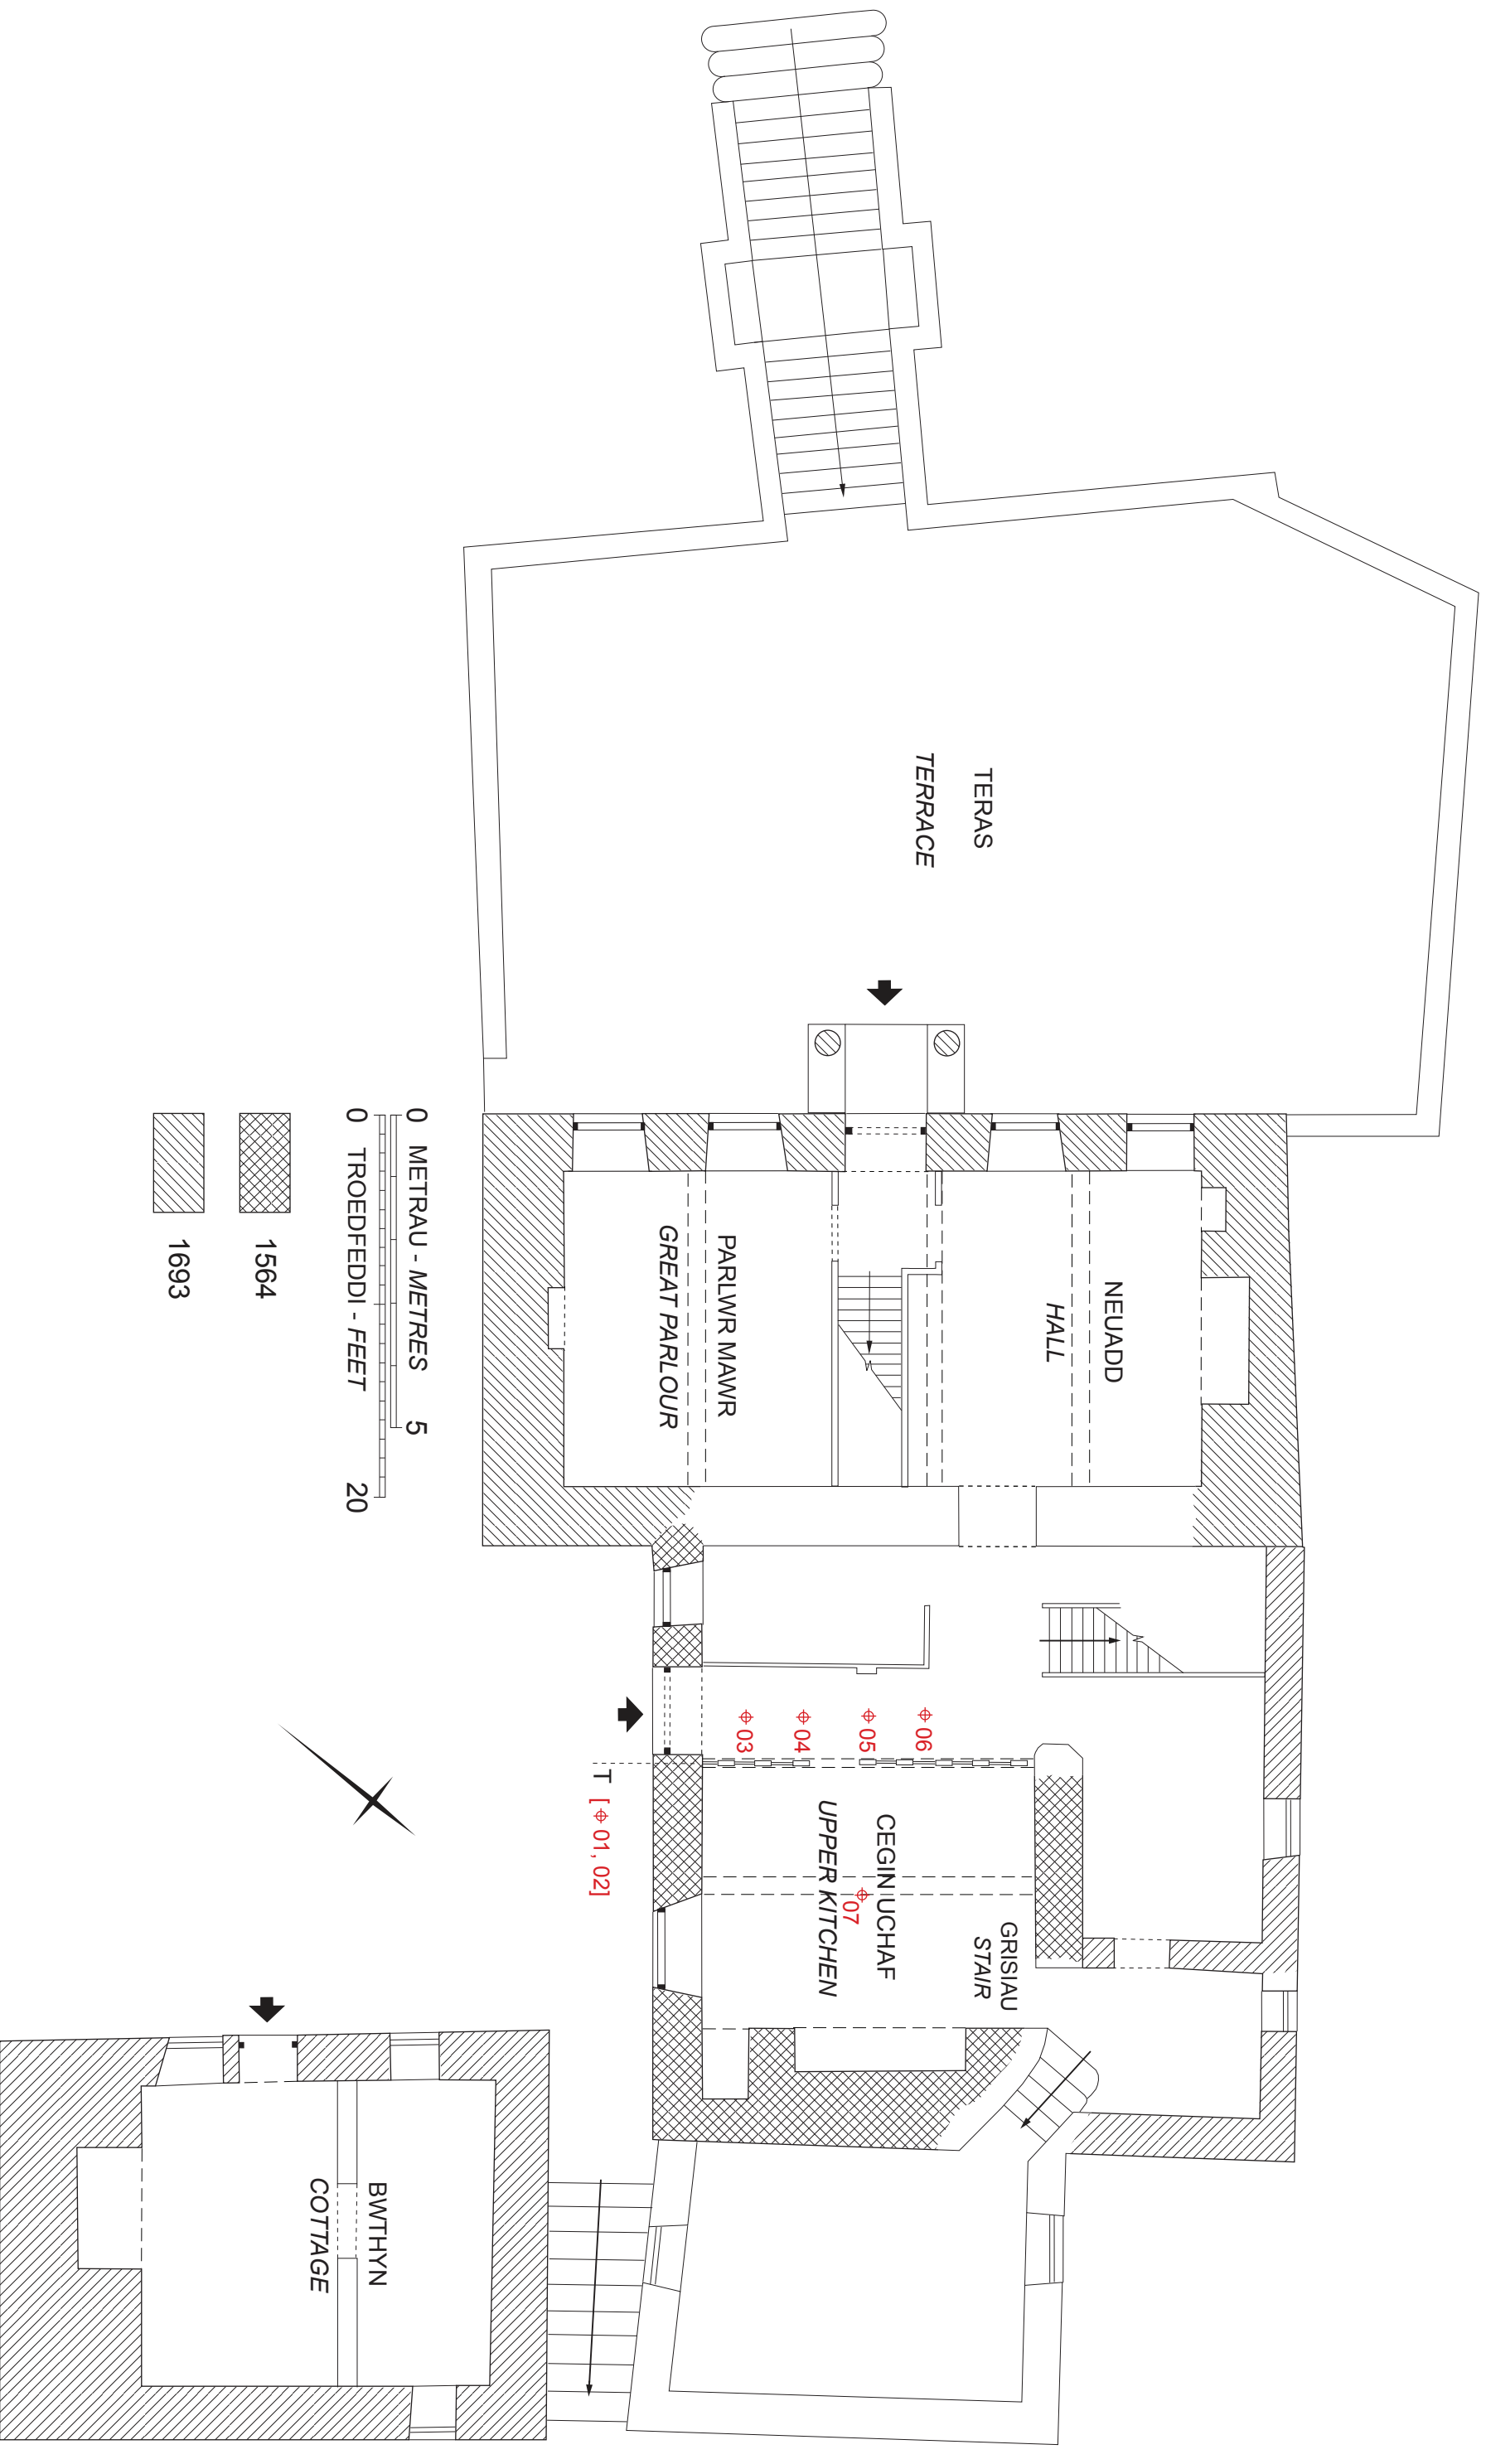 TERAS
TERRACE
NEUADD
HALL
PARLWR MAWR
GREAT PARLOUR
0 METRAU - METRES 5
0 TROEDFEDDI - FEET 20
1564
1693
06
05
04
03
T [ 01, 02]
GRISIAU
STAIR
CEGIN UCHAF
UPPER KITCHEN
07
BWTHYN
COTTAGE